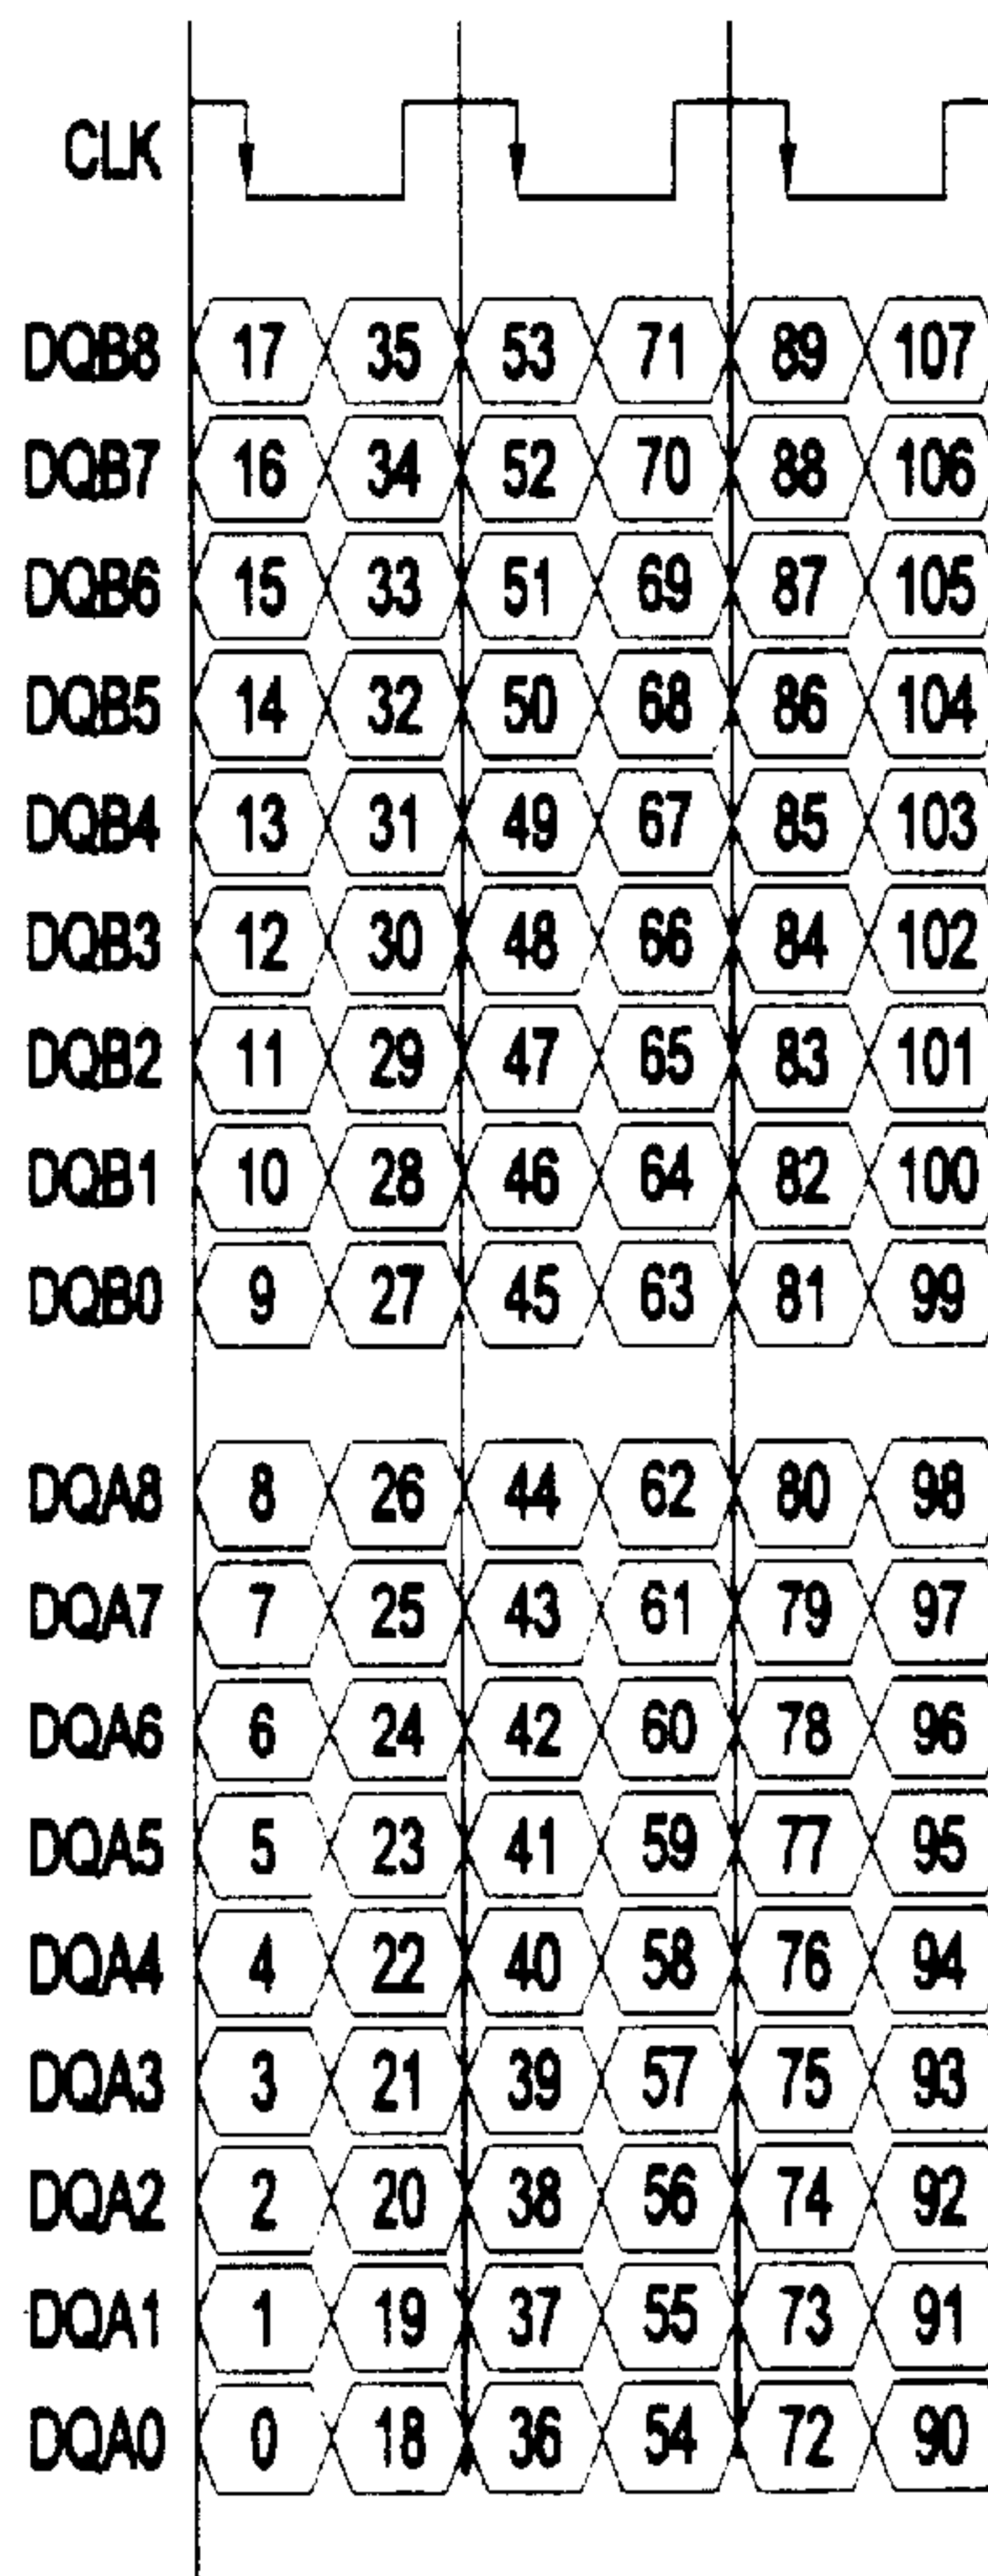 CLK
DQB8 17 35 53 71 89 107
DQB7 16 34 52 70 88 106
DQB6 15 33 51 69 87 105
DQB5 14 32 50 68 86 104
DQB4 13 31 49 67 85 103
DQB3 12 30 48 66 84 102
DQB2 11 29 47 65 83 101
DQB1 10 28 46 64 82 100
DQB0 9 27 45 63 81 99
DQA8 8 26 44 62 80 98
DQA7 7 25 43 61 79 97
DQA6 6 24 42 60 78 96
DQA5 5 23 41 59 77 95
DQA4 4 22 40 58 76 94
DQA3 3 21 39 57 75 93
DQA2 2 20 38 56 74 92
DQA1 1 19 37 55 73 91
DQA0 0 18 36 54 72 90